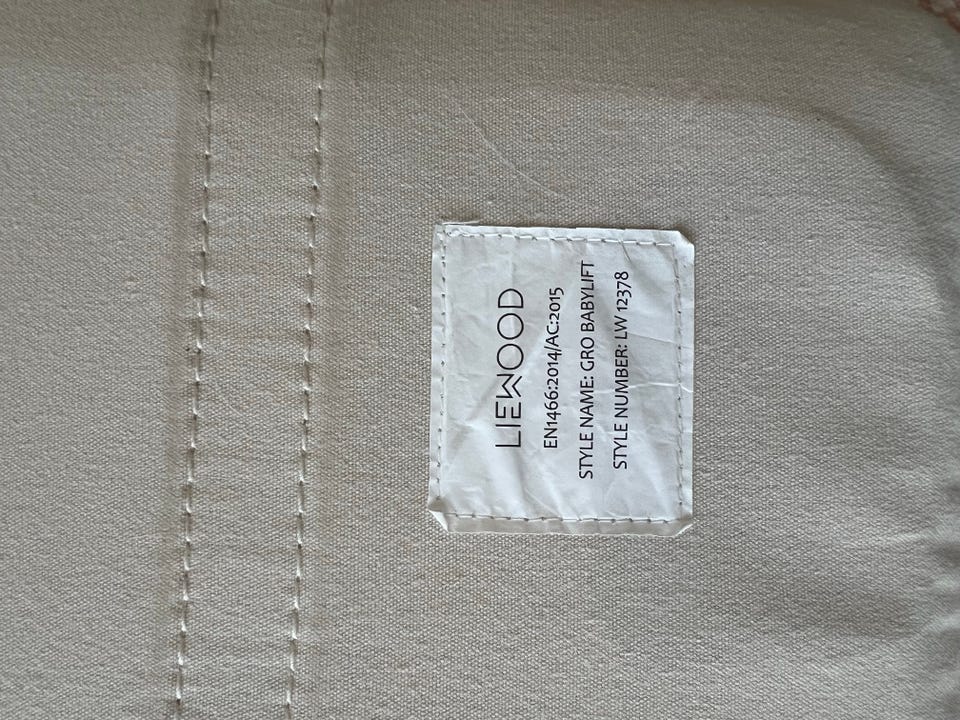 LIEWOOD
EN1466:2014/AC:2015
STYLE NAME: GRO BABYLIFT
STYLE NUMBER: LW 12378